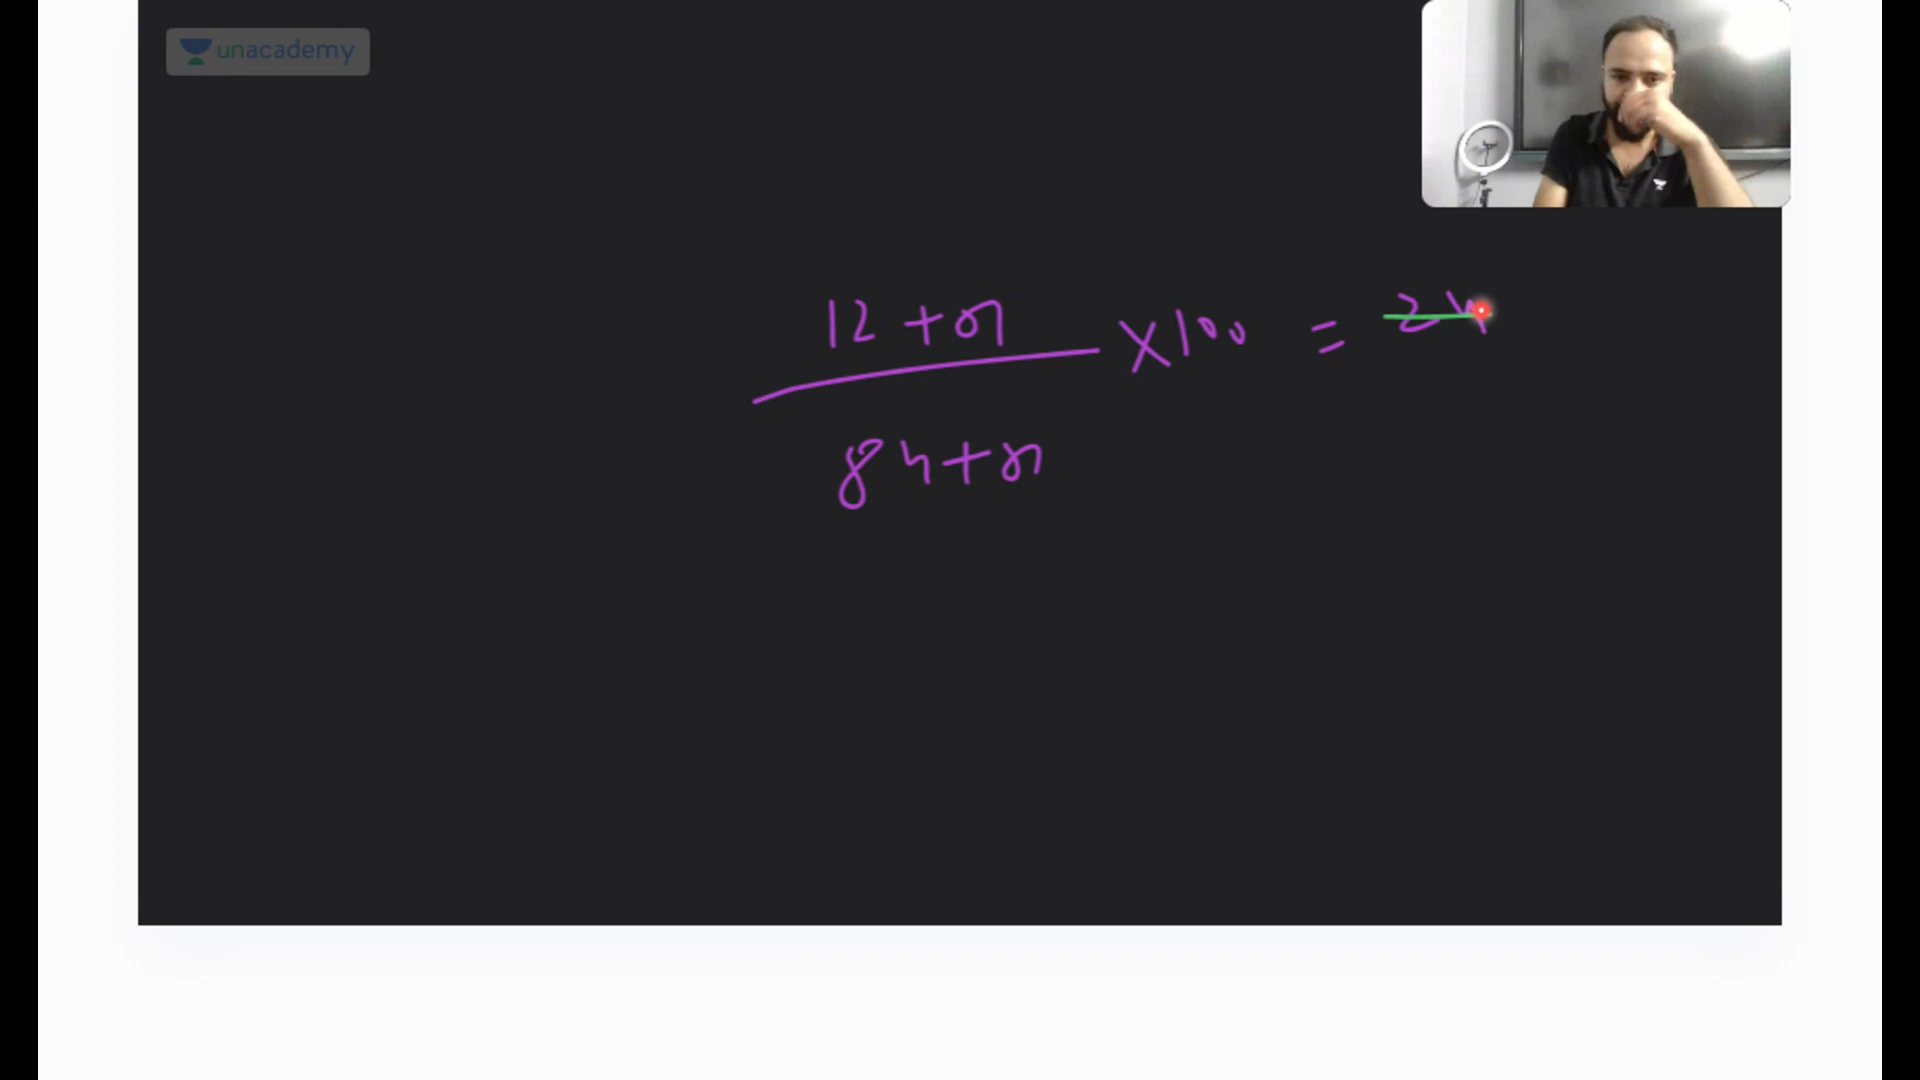 unacademy
12 + x
———— × 100 = 24
84 + x